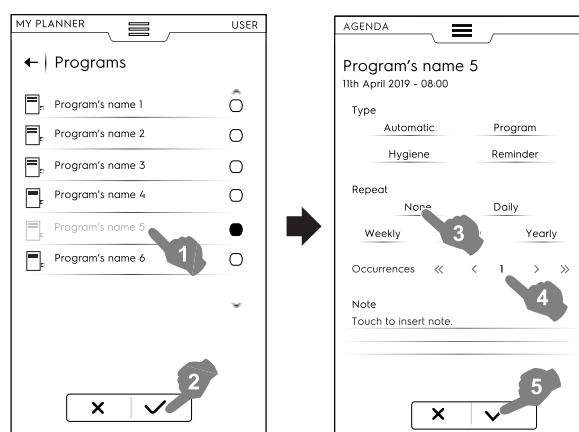 MY PLANNER USER
Programs
Program's name 1
Program's name 2
Program's name 3
Program's name 4
Program's name 5
Program's name 6
1
2
AGENDA
Program's name 5
11th April 2019 - 08:00
Type
Automatic Program
Hygiene Reminder
Repeat
None Daily
3
Weekly Yearly
Occurrences 1
4
Note
Touch to insert note.
5